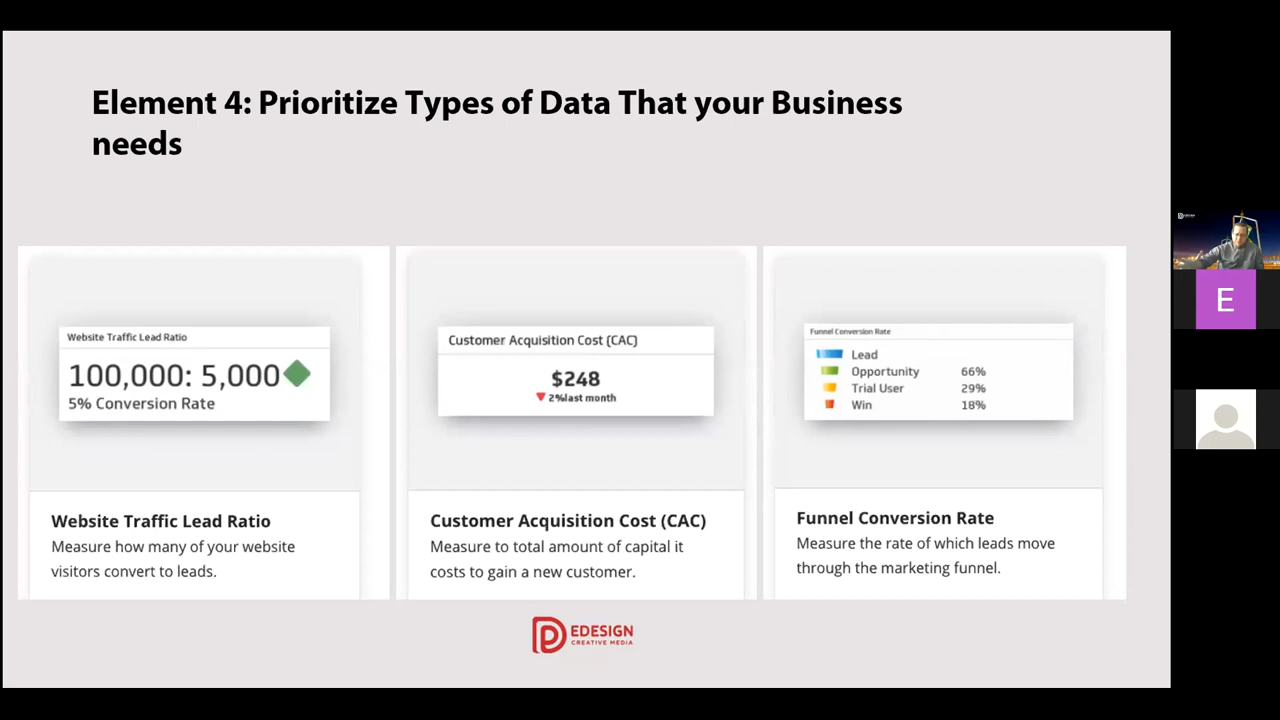 Element 4: Prioritize Types of Data That your Business
needs
Website Traffic Lead Ratio
100,000: 5,000
5% Conversion Rate
Website Traffic Lead Ratio
Measure how many of your website
visitors convert to leads.
Customer Acquisition Cost (CAC)
$248
2%last month
Customer Acquisition Cost (CAC)
Measure to total amount of capital it
costs to gain a new customer.
Funnel Conversion Rate
Lead
Opportunity 66%
Trial User 29%
Win 18%
Funnel Conversion Rate
Measure the rate of which leads move
through the marketing funnel.
EDESIGN
CREATIVE MEDIA
E